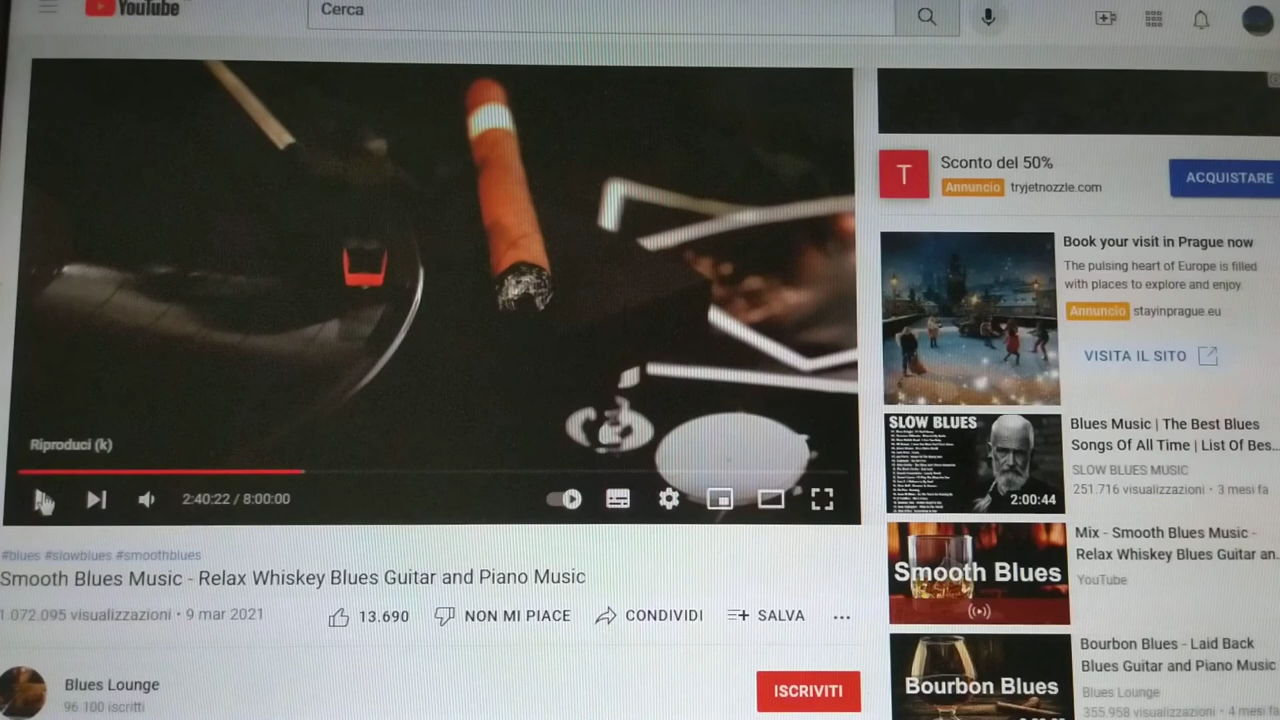 YouTube
Cerca
T
Sconto del 50%
Annuncio tryjetnozzle.com
ACQUISTARE
Book your visit in Prague now
The pulsing heart of Europe is filled
with places to explore and enjoy
Annuncio stayinprague.eu
VISITA IL SITO
SLOW BLUES
2:00:44
Blues Music | The Best Blues
Songs Of All Time | List Of Bes...
SLOW BLUES MUSIC
251.716 visualizzazioni • 3 mesi fa
Smooth Blues
Mix - Smooth Blues Music -
Relax Whiskey Blues Guitar an...
YouTube
Bourbon Blues
Bourbon Blues - Laid Back
Blues Guitar and Piano Music
Blues Lounge
355.958 visualizzazioni • 4 mesi fa
Riproduci (k)
2:40:22 / 8:00:00
#blues #slowblues #smoothblues
Smooth Blues Music - Relax Whiskey Blues Guitar and Piano Music
1.072.095 visualizzazioni • 9 mar 2021
13.690
NON MI PIACE
CONDIVIDI
SALVA
Blues Lounge
96.100 iscritti
ISCRIVITI